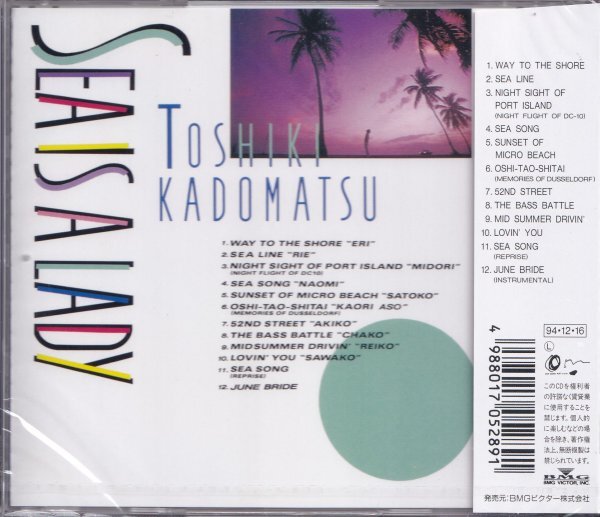 SEA IS A LADY
TOSHIKI
KADOMATSU
1. WAY TO THE SHORE "ERI"
2. SEA LINE "RIE"
3. NIGHT SIGHT OF PORT ISLAND "MIDORI"
(NIGHT FLIGHT OF DC10)
4. SEA SONG "NAOMI"
5. SUNSET OF MICRO BEACH "SATOKO"
6. OSHI-TAO-SHITAI "KAORI ASO"
(MEMORIES OF DUSSELDORF)
7. 52ND STREET "AKIKO"
8. THE BASS BATTLE "CHAKO"
9. MIDSUMMER DRIVIN' "REIKO"
10. LOVIN' YOU "SAWAKO"
11. SEA SONG
(REPRISE)
12. JUNE BRIDE
1. WAY TO THE SHORE
2. SEA LINE
3. NIGHT SIGHT OF
PORT ISLAND
(NIGHT FLIGHT OF DC-10)
4. SEA SONG
5. SUNSET OF
MICRO BEACH
6. OSHI-TAO-SHITAI
(MEMORIES OF DUSSELDORF)
7. 52ND STREET
8. THE BASS BATTLE
9. MID SUMMER DRIVIN'
10. LOVIN' YOU
11. SEA SONG
(REPRISE)
12. JUNE BRIDE
(INSTRUMENTAL)
94・12・16
Ⓛ
4 988017 052891
このCDを権利者
の許諾なく賃貸業
に使用することを
禁じます。個人的
に楽しむなどの場
合を除き、著作権
法上、無断複製は
禁じられています。
BMG
BMG VICTOR, INC.
発売元:BMGビクター株式会社